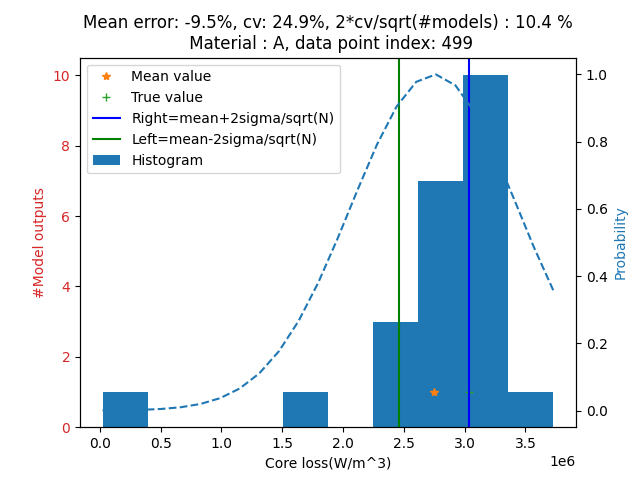 Mean error: -9.5%, cv: 24.9%, 2*cv/sqrt(#models) : 10.4 %
Material : A, data point index: 499
Mean value
True value
Right=mean+2sigma/sqrt(N)
Left=mean-2sigma/sqrt(N)
Histogram
#Model outputs
10
8
6
4
2
0
Probability
1.0
0.8
0.6
0.4
0.2
0.0
0.0 0.5 1.0 1.5 2.0 2.5 3.0 3.5
1e6
Core loss(W/m^3)